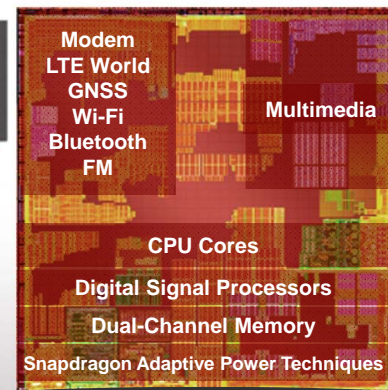 Modem
LTE World
GNSS
Wi-Fi
Bluetooth
FM
Multimedia
CPU Cores
Digital Signal Processors
Dual-Channel Memory
Snapdragon Adaptive Power Techniques